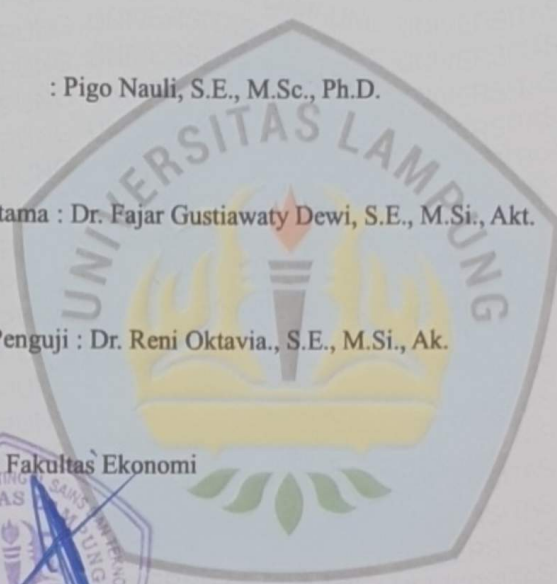 : Pigo Nauli, S.E., M.Sc., Ph.D.
UNIVERSITAS LAMPUNG
tama : Dr. Fajar Gustiawaty Dewi, S.E., M.Si., Akt.
Penguji : Dr. Reni Oktavia., S.E., M.Si., Ak.
Fakultas Ekonomi